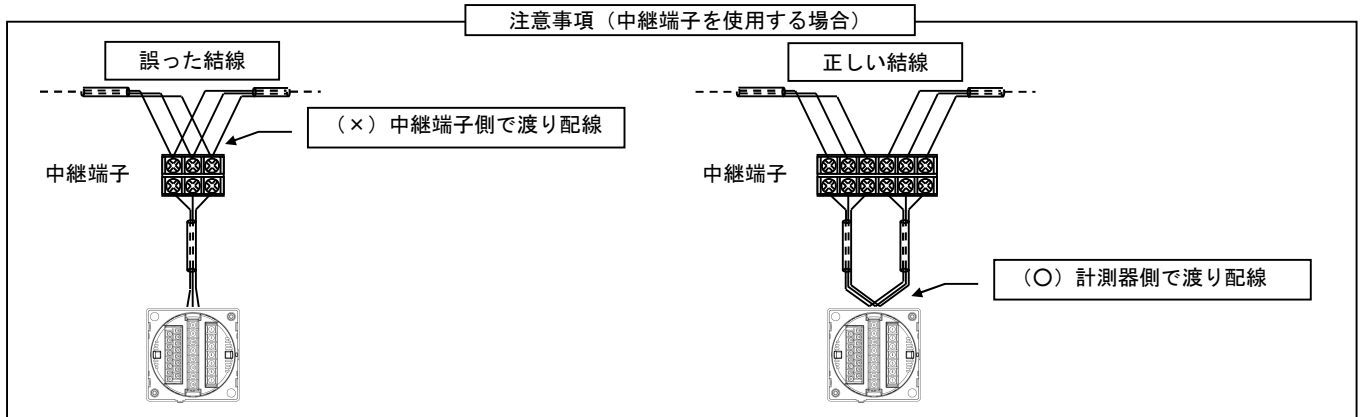 注意事項（中継端子を使用する場合）
誤った結線
（×）中継端子側で渡り配線
中継端子
正しい結線
中継端子
（○）計測器側で渡り配線